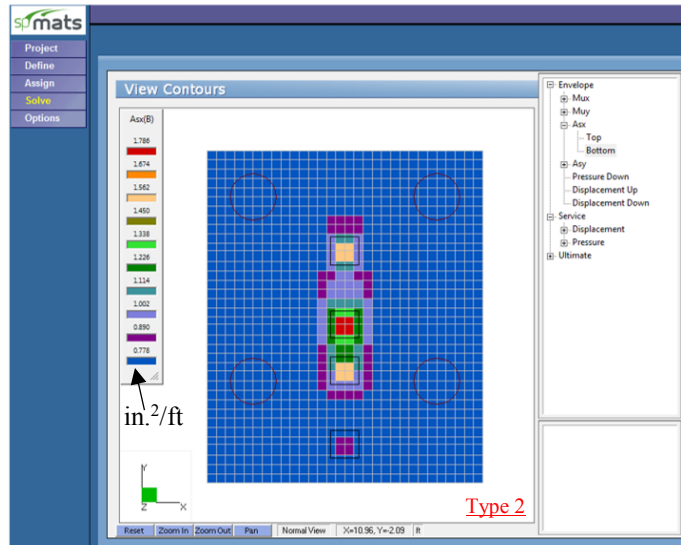 spmats
Project
Define
Assign
Solve
Options
View Contours
Asx(B)
1.786
1.674
1.562
1.450
1.338
1.226
1.114
1.002
0.890
0.778
in.²/ft
Y
Z X
Type 2
Reset Zoom In Zoom Out Pan Normal View X=10.96, Y=-2.09 ft
Envelope
Mux
Muy
Asx
Top
Bottom
Asy
Pressure Down
Displacement Up
Displacement Down
Service
Displacement
Pressure
Ultimate